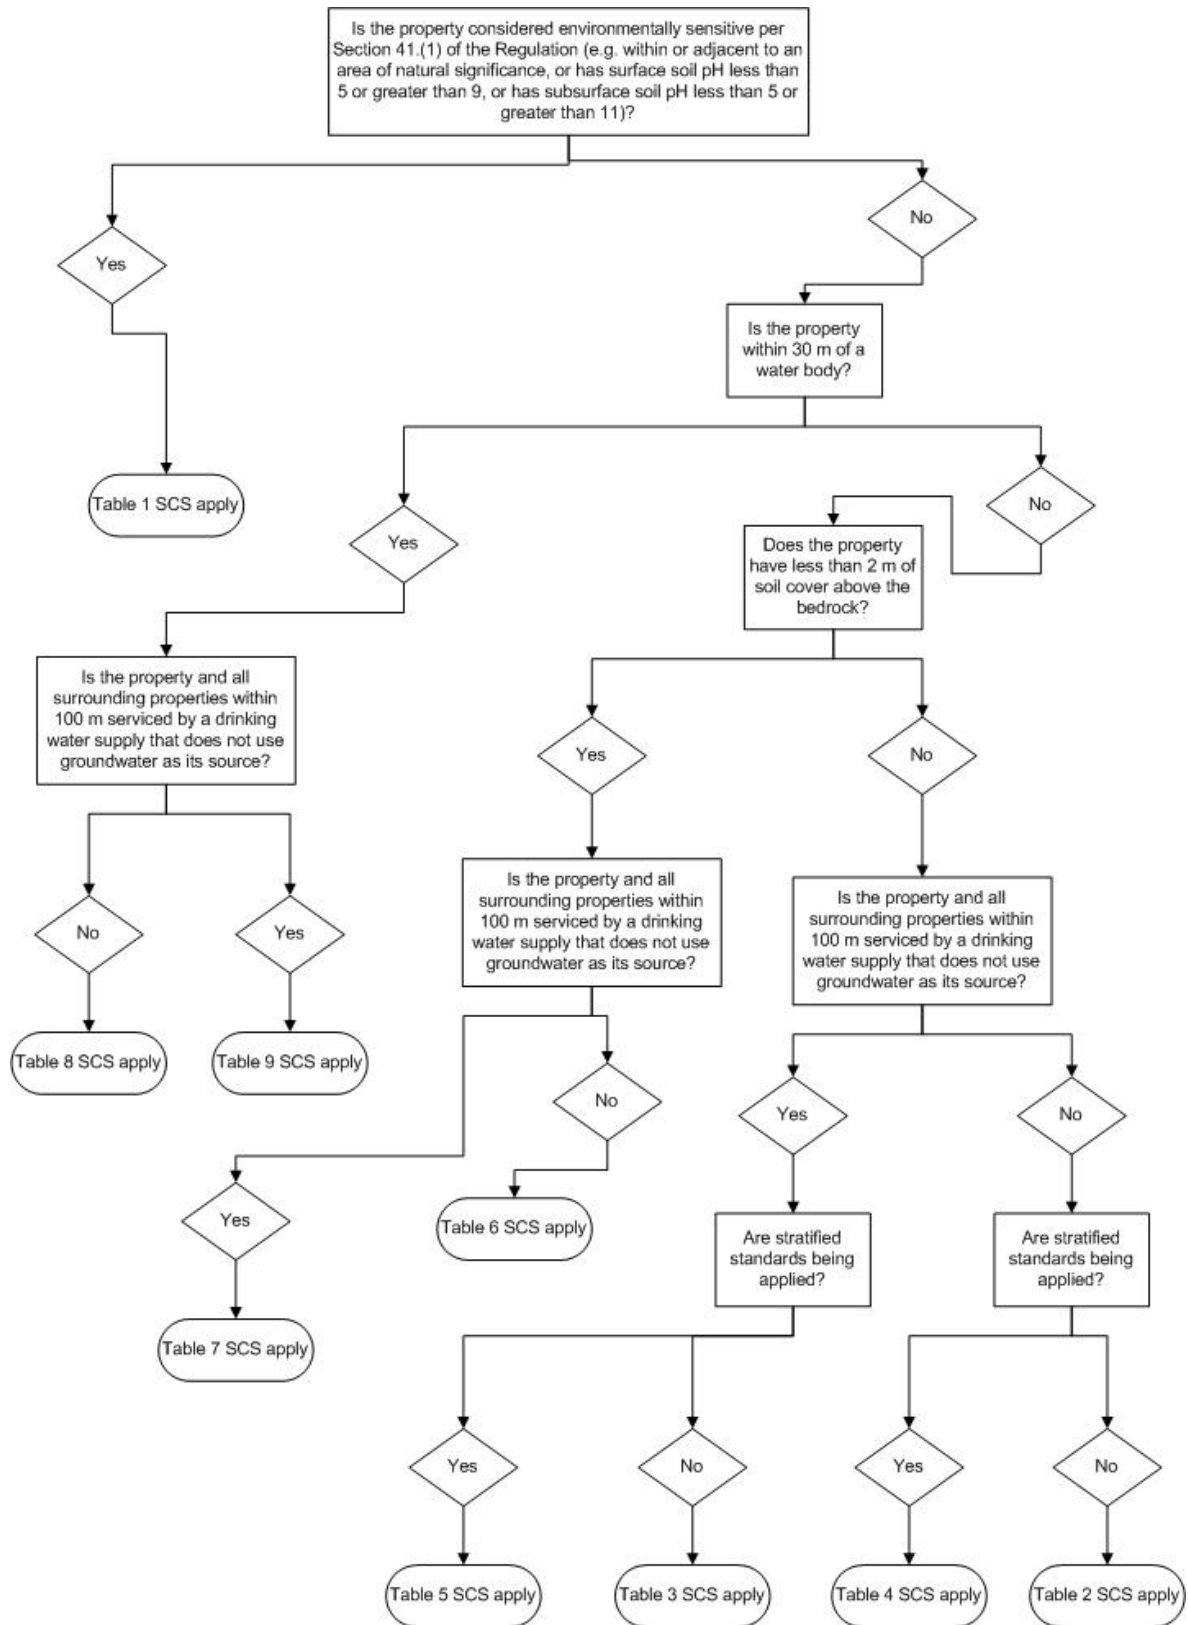 Is the property considered environmentally sensitive per
Section 41.(1) of the Regulation (e.g. within or adjacent to an
area of natural significance, or has surface soil pH less than
5 or greater than 9, or has subsurface soil pH less than 5 or
greater than 11)?
No
Yes
Is the property
within 30 m of a
water body?
Table 1 SCS apply
No
Yes
Does the property
have less than 2 m of
soil cover above the
bedrock?
Is the property and all
surrounding properties within
100 m serviced by a drinking
water supply that does not use
groundwater as its source?
Yes
No
Is the property and all
surrounding properties within
100 m serviced by a drinking
water supply that does not use
groundwater as its source?
Is the property and all
surrounding properties within
100 m serviced by a drinking
water supply that does not use
groundwater as its source?
No
Yes
Table 8 SCS apply
Table 9 SCS apply
No
Yes
No
Yes
Table 6 SCS apply
Are stratified
standards being
applied?
Are stratified
standards being
applied?
Table 7 SCS apply
Yes
No
Yes
No
Table 5 SCS apply
Table 3 SCS apply
Table 4 SCS apply
Table 2 SCS apply